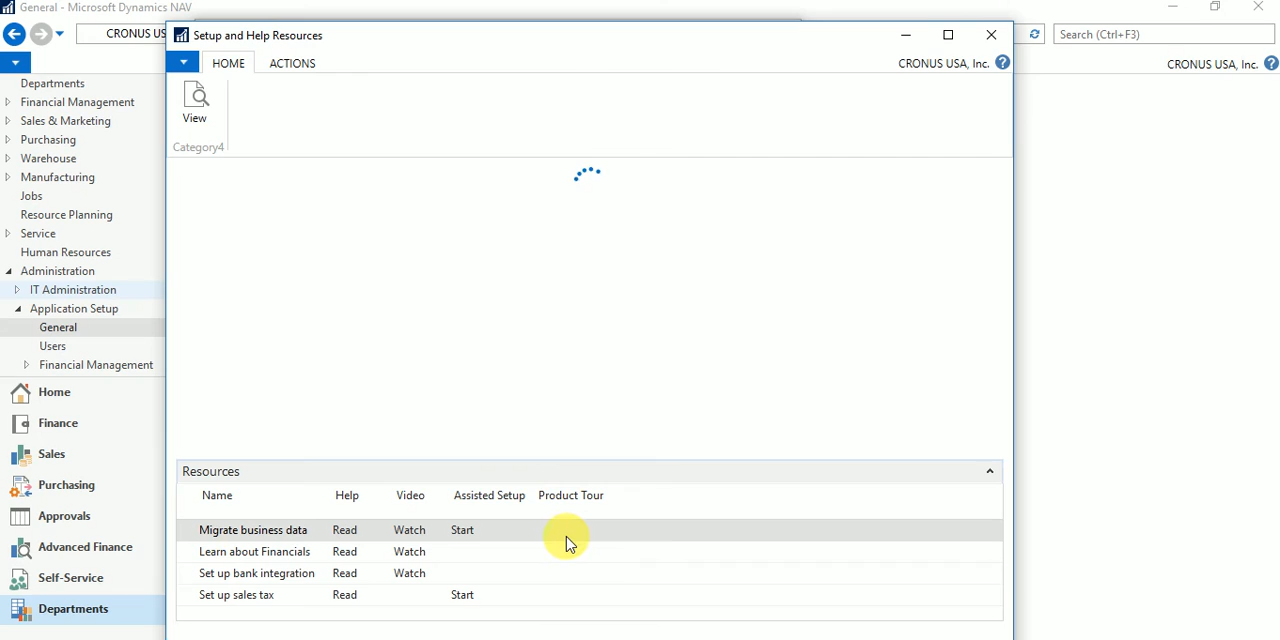 General - Microsoft Dynamics NAV
CRONUS US
Search (Ctrl+F3)
CRONUS USA, Inc.
Setup and Help Resources
HOME
ACTIONS
CRONUS USA, Inc.
View
Category4
Departments
Financial Management
Sales & Marketing
Purchasing
Warehouse
Manufacturing
Jobs
Resource Planning
Service
Human Resources
Administration
IT Administration
Application Setup
General
Users
Financial Management
Home
Finance
Sales
Purchasing
Approvals
Advanced Finance
Self-Service
Departments
Resources
Name Help Video Assisted Setup Product Tour
Migrate business data Read Watch Start
Learn about Financials Read Watch
Set up bank integration Read Watch
Set up sales tax Read Start